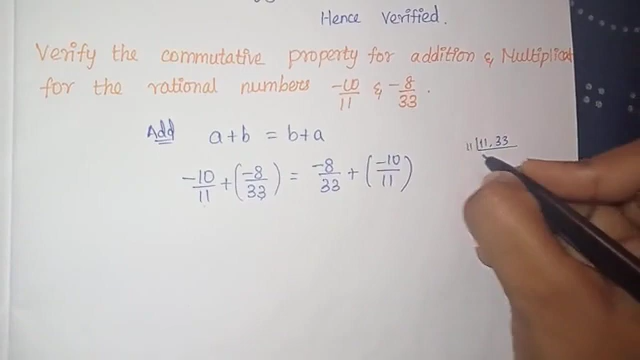 Hence Verified.
Verify the commutative property for addition & Multiplicat
for the rational numbers -10/11 & -8/33.
Add a+b = b+a
-10/11 + (-8/33) = -8/33 + (-10/11)
11 | 11, 33